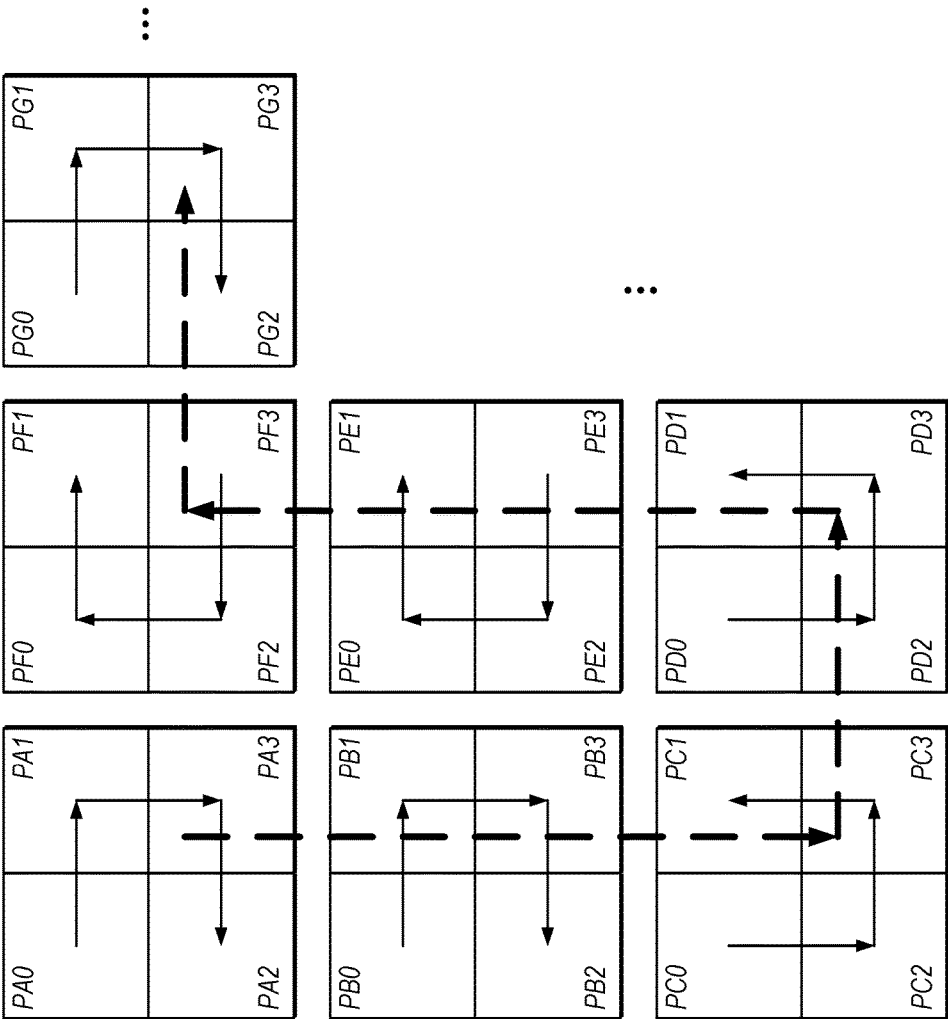 PA0 PA1 PF0 PF1 PG0 PG1
...
PA2 PA3 PF2 PF3 PG2 PG3
PB0 PB1 PE0 PE1
PB2 PB3 PE2 PE3
⋮
PC0 PC1 PD0 PD1
PC2 PC3 PD2 PD3